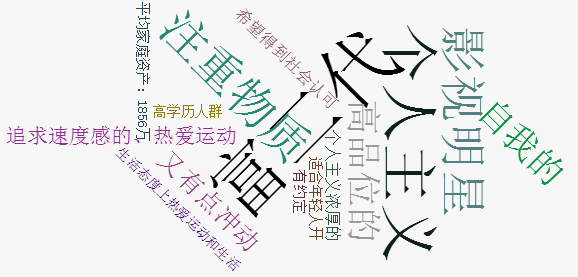 平均家庭资产：1856万
注重物质
希望得到社会认可
影视明星
个人主义
自我的
高品位的
高学历人群
追求速度感的、热爱运动
个人主义浓厚的
适合年轻人开
有约定
又有点冲动
生活态度上热爱运动和生活